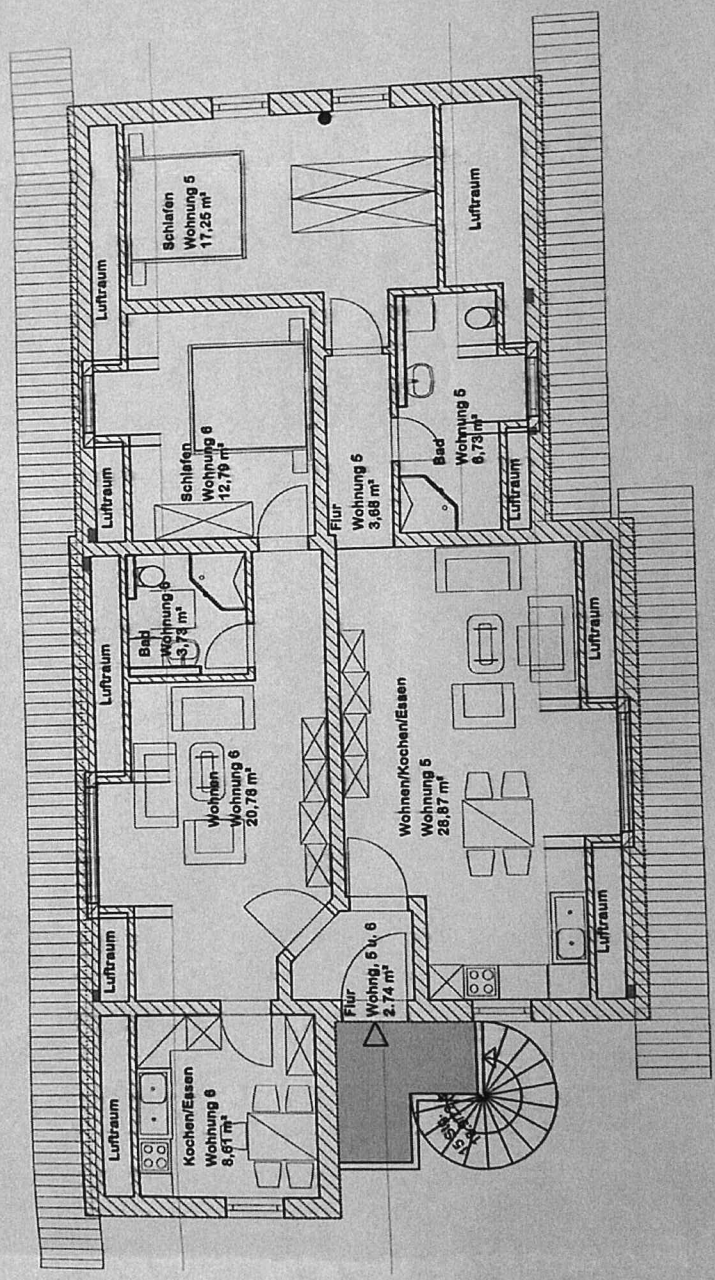 Luftraum
Schlafen
Wohnung 5
17,25 m²
Luftraum
Luftraum
Schlafen
Wohnung 6
12,79 m²
Flur
Wohnung 5
3,68 m²
Bad
Wohnung 5
6,73 m²
Luftraum
Luftraum
Bad
Wohnung 6
3,73 m²
Wohnen
Wohnung 6
20,78 m²
Wohnen/Kochen/Essen
Wohnung 5
28,87 m²
Luftraum
Luftraum
Flur
Wohng, 5 u. 6
2.74 m²
Luftraum
Luftraum
Kochen/Essen
Wohnung 6
8,61 m²